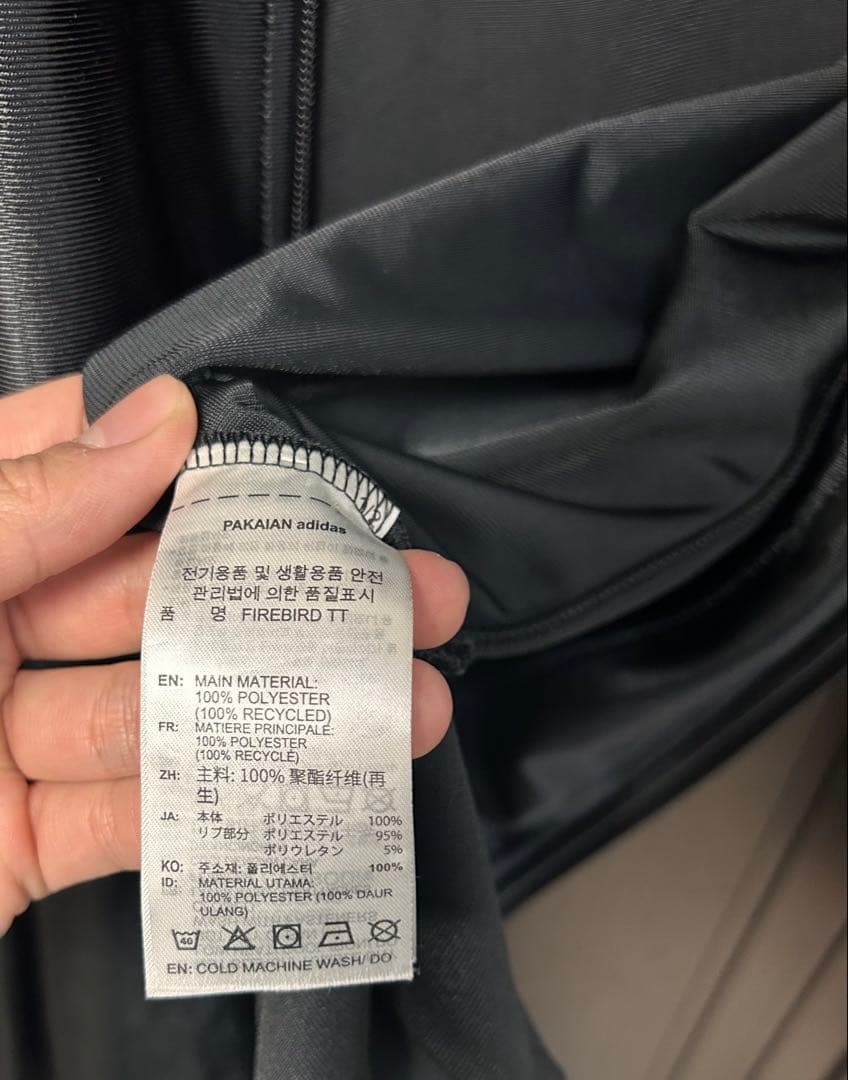 PAKAIAN adidas
전기용품 및 생활용품 안전
관리법에 의한 품질표시
품 명 FIREBIRD TT
EN: MAIN MATERIAL:
100% POLYESTER
(100% RECYCLED)
FR: MATIERE PRINCIPALE:
100% POLYESTER
(100% RECYCLÉ)
ZH: 主料: 100% 聚酯纤维(再
生)
JA: 本体 ポリエステル 100%
リブ部分 ポリエステル 95%
ポリウレタン 5%
KO: 주소재: 폴리에스터 100%
ID: MATERIAL UTAMA:
100% POLYESTER (100% DAUR
ULANG)
40
EN: COLD MACHINE WASH/ DO